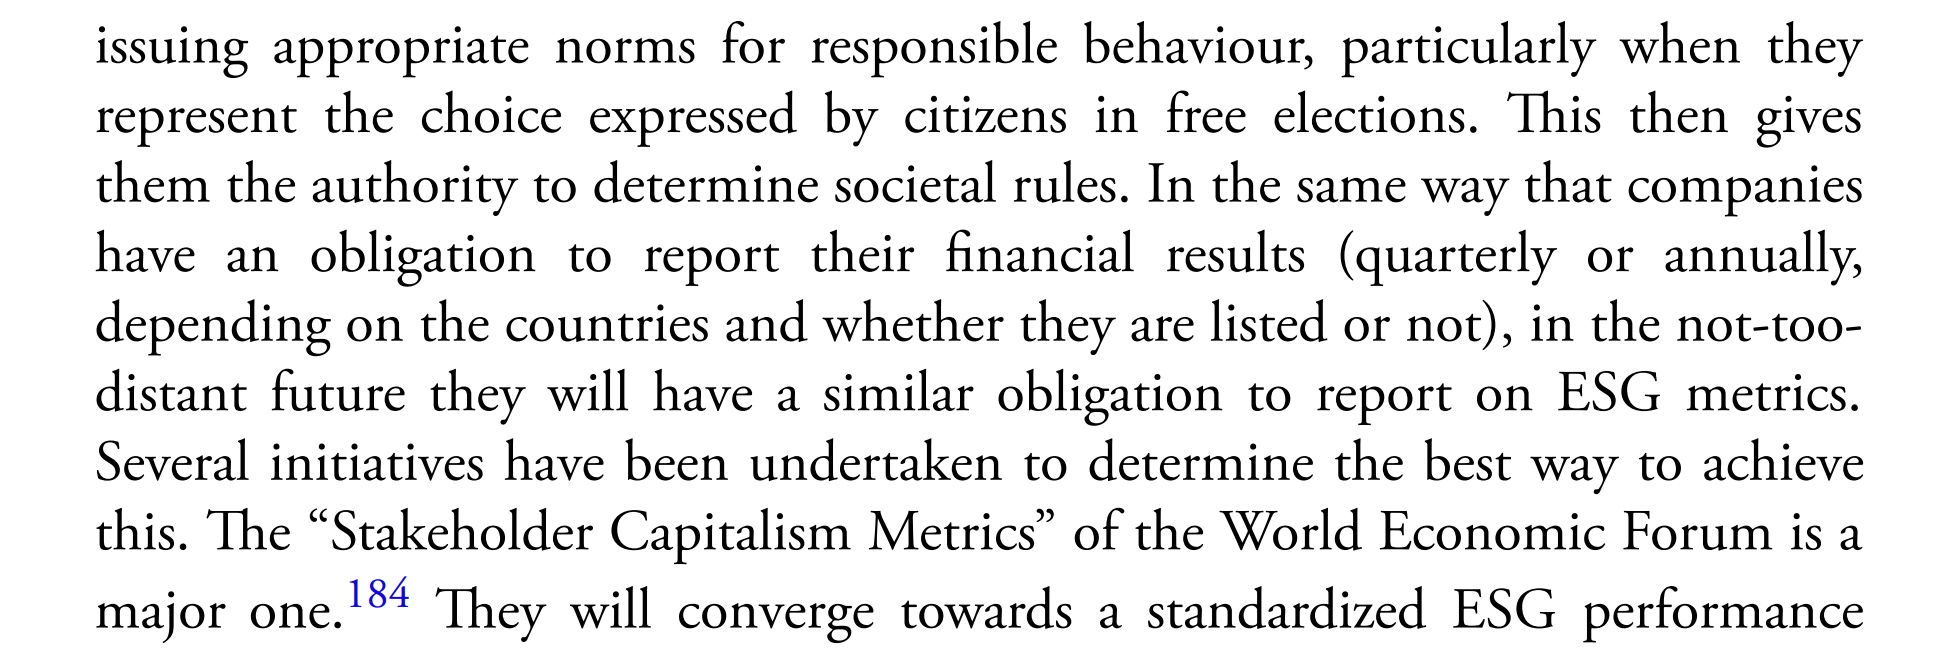 issuing appropriate norms for responsible behaviour, particularly when they
represent the choice expressed by citizens in free elections. This then gives
them the authority to determine societal rules. In the same way that companies
have an obligation to report their financial results (quarterly or annually,
depending on the countries and whether they are listed or not), in the not-too-
distant future they will have a similar obligation to report on ESG metrics.
Several initiatives have been undertaken to determine the best way to achieve
this. The “Stakeholder Capitalism Metrics” of the World Economic Forum is a
major one.184 They will converge towards a standardized ESG performance